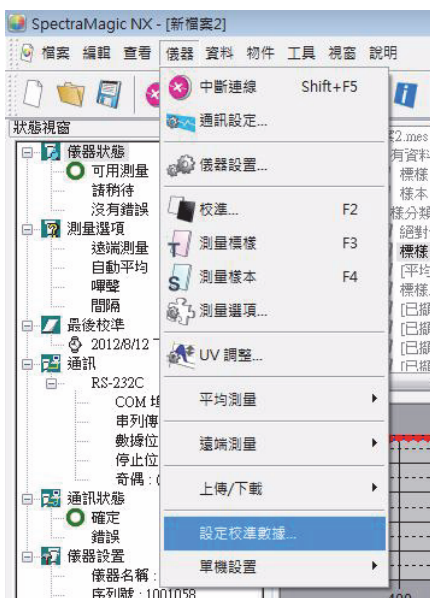 SpectraMagic NX - [新檔案2]
檔案 編輯 查看 儀器 資料 物件 工具 視窗 說明
狀態視窗
儀器狀態
可用測量
請稍待
沒有錯誤
測量選項
遠端測量
自動平均
嗶聲
間隔
最後校準
2012/8/12
通訊
RS-232C
COM 埠
串列傳
數據位
停止位
奇偶：(
通訊狀態
確定
錯誤
儀器設置
儀器名稱：
序列號：1001058
中斷連線 Shift+F5
通訊設定...
儀器設置...
校準... F2
測量標樣 F3
測量樣本 F4
測量選項...
UV 調整...
平均測量
遠端測量
上傳/下載
設定校準數據...
單機設置
2.mes
有資料
標樣
樣本
樣分類
絕對
標樣
[平均
標樣
[已擷
[已擷
[已擷
[已擷
400